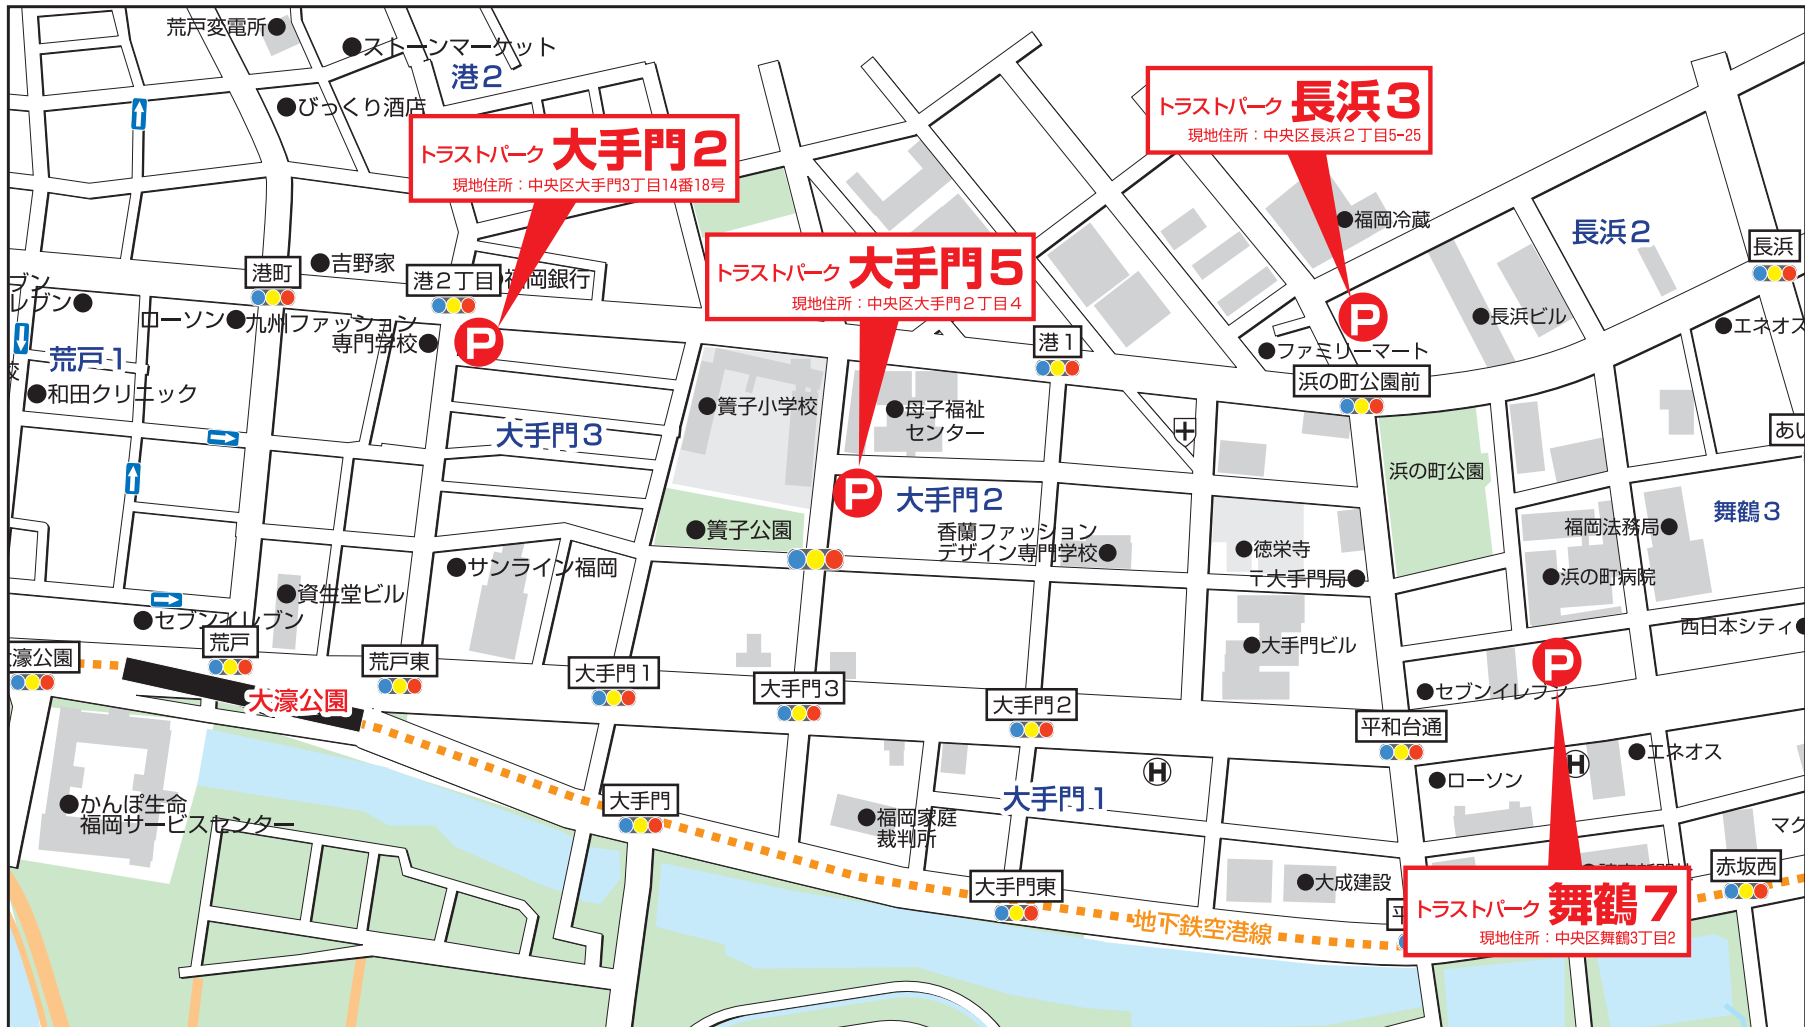 荒戸変電所
ストーンマーケット
港2
びっくり酒店
トラストパーク 大手門2
現地住所：中央区大手門3丁目14番18号
トラストパーク 長浜3
現地住所：中央区長浜2丁目5-25
福岡冷蔵
長浜2
長浜
港町
吉野家
港2丁目
福岡銀行
トラストパーク 大手門5
現地住所：中央区大手門2丁目4
ブン
レブン
ローソン
九州ファッション
専門学校
P
P
長浜ビル
エネオス
荒戸1
校
和田クリニック
港1
ファミリーマート
浜の町公園前
簀子小学校
母子福祉
センター
大手門3
あい
浜の町公園
P
大手門2
舞鶴3
簀子公園
香蘭ファッション
デザイン専門学校
福岡法務局
徳栄寺
サンライン福岡
〒大手門局
浜の町病院
資生堂ビル
セブンイレブン
西日本シティ
荒戸
濠公園
荒戸東
大手門1
大手門ビル
P
大濠公園
大手門3
大手門2
セブンイレブン
平和台通
エネオス
H
H
ローソン
かんぽ生命
福岡サービスセンター
大手門
大手門1
福岡家庭
裁判所
マク
大手門東
大成建設
赤坂西
トラストパーク 舞鶴7
現地住所：中央区舞鶴3丁目2
平
地下鉄空港線